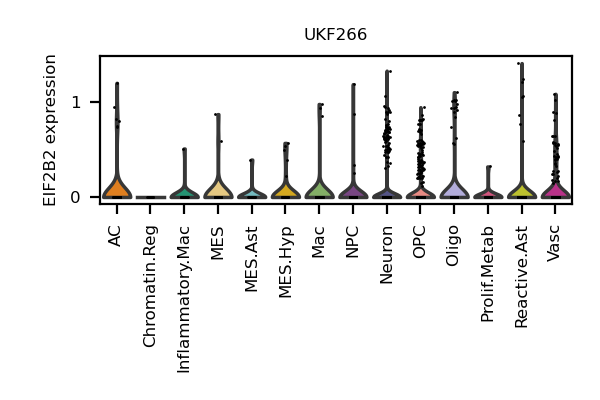 UKF266
EIF2B2 expression
1
0
AC
Chromatin.Reg
Inflammatory.Mac
MES
MES.Ast
MES.Hyp
Mac
NPC
Neuron
OPC
Oligo
Prolif.Metab
Reactive.Ast
Vasc